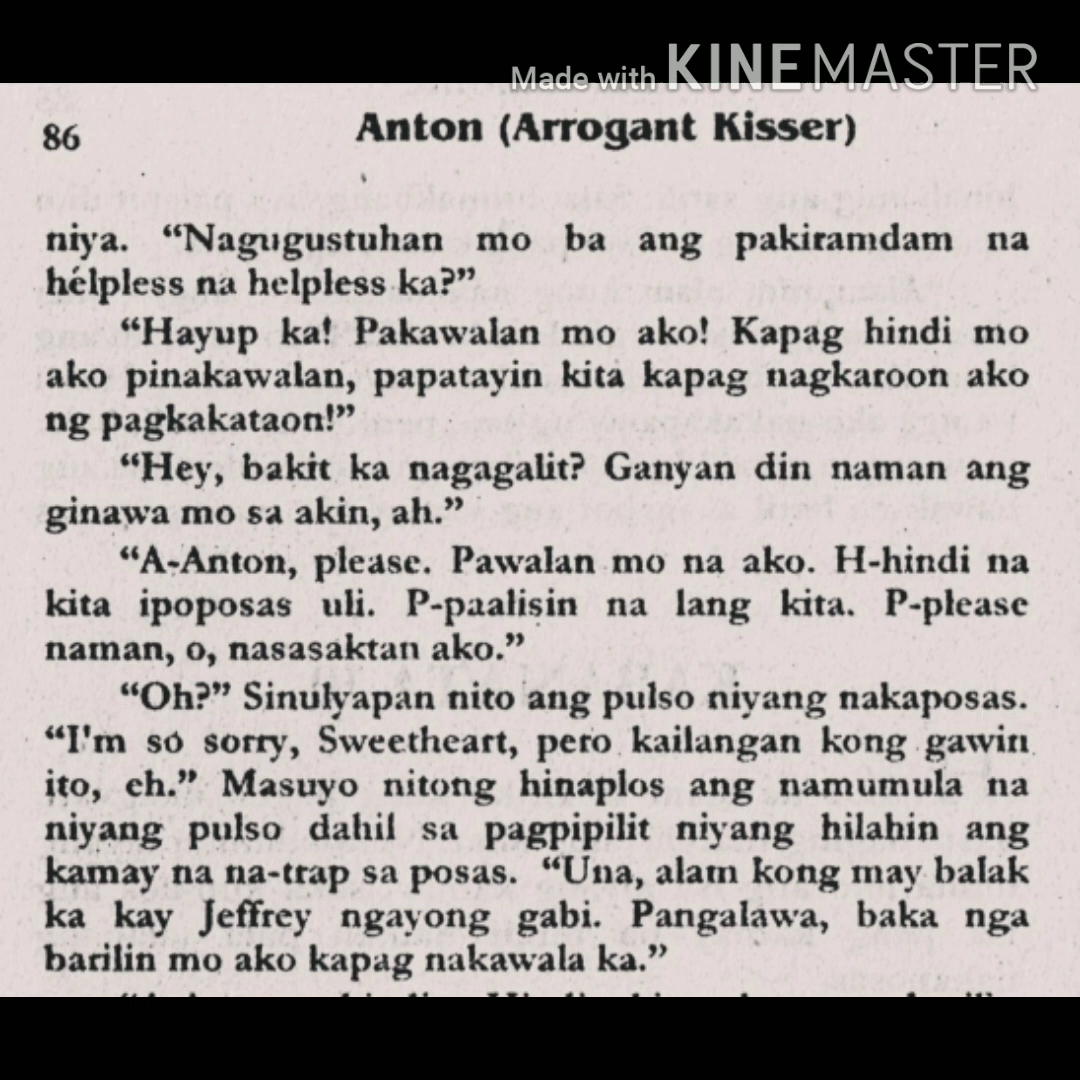 Made with KINEMASTER
86
Anton (Arrogant Kisser)
niya. “Nagugustuhan mo ba ang pakiramdam na
hélpless na helpless ka?”
“Hayup ka! Pakawalan mo ako! Kapag hindi mo
ako pinakawalan, papatayin kita kapag nagkaroon ako
ng pagkakataon!”
“Hey, bakit ka nagagalit? Ganyan din naman ang
ginawa mo sa akin, ah.”
“A-Anton, please. Pawalan mo na ako. H-hindi na
kita ipoposas uli. P-paalisin na lang kita. P-please
naman, o, nasasaktan ako.”
“Oh?” Sinulyapan nito ang pulso niyang nakaposas.
“I'm so sorry, Sweetheart, pero kailangan kong gawin
ito, eh.” Masuyo nitong hinaplos ang namumula na
niyang pulso dahil sa pagpipilit niyang hilahin ang
kamay na na-trap sa posas. “Una, alam kong may balak
ka kay Jeffrey ngayong gabi. Pangalawa, baka nga
barilin mo ako kapag nakawala ka.”